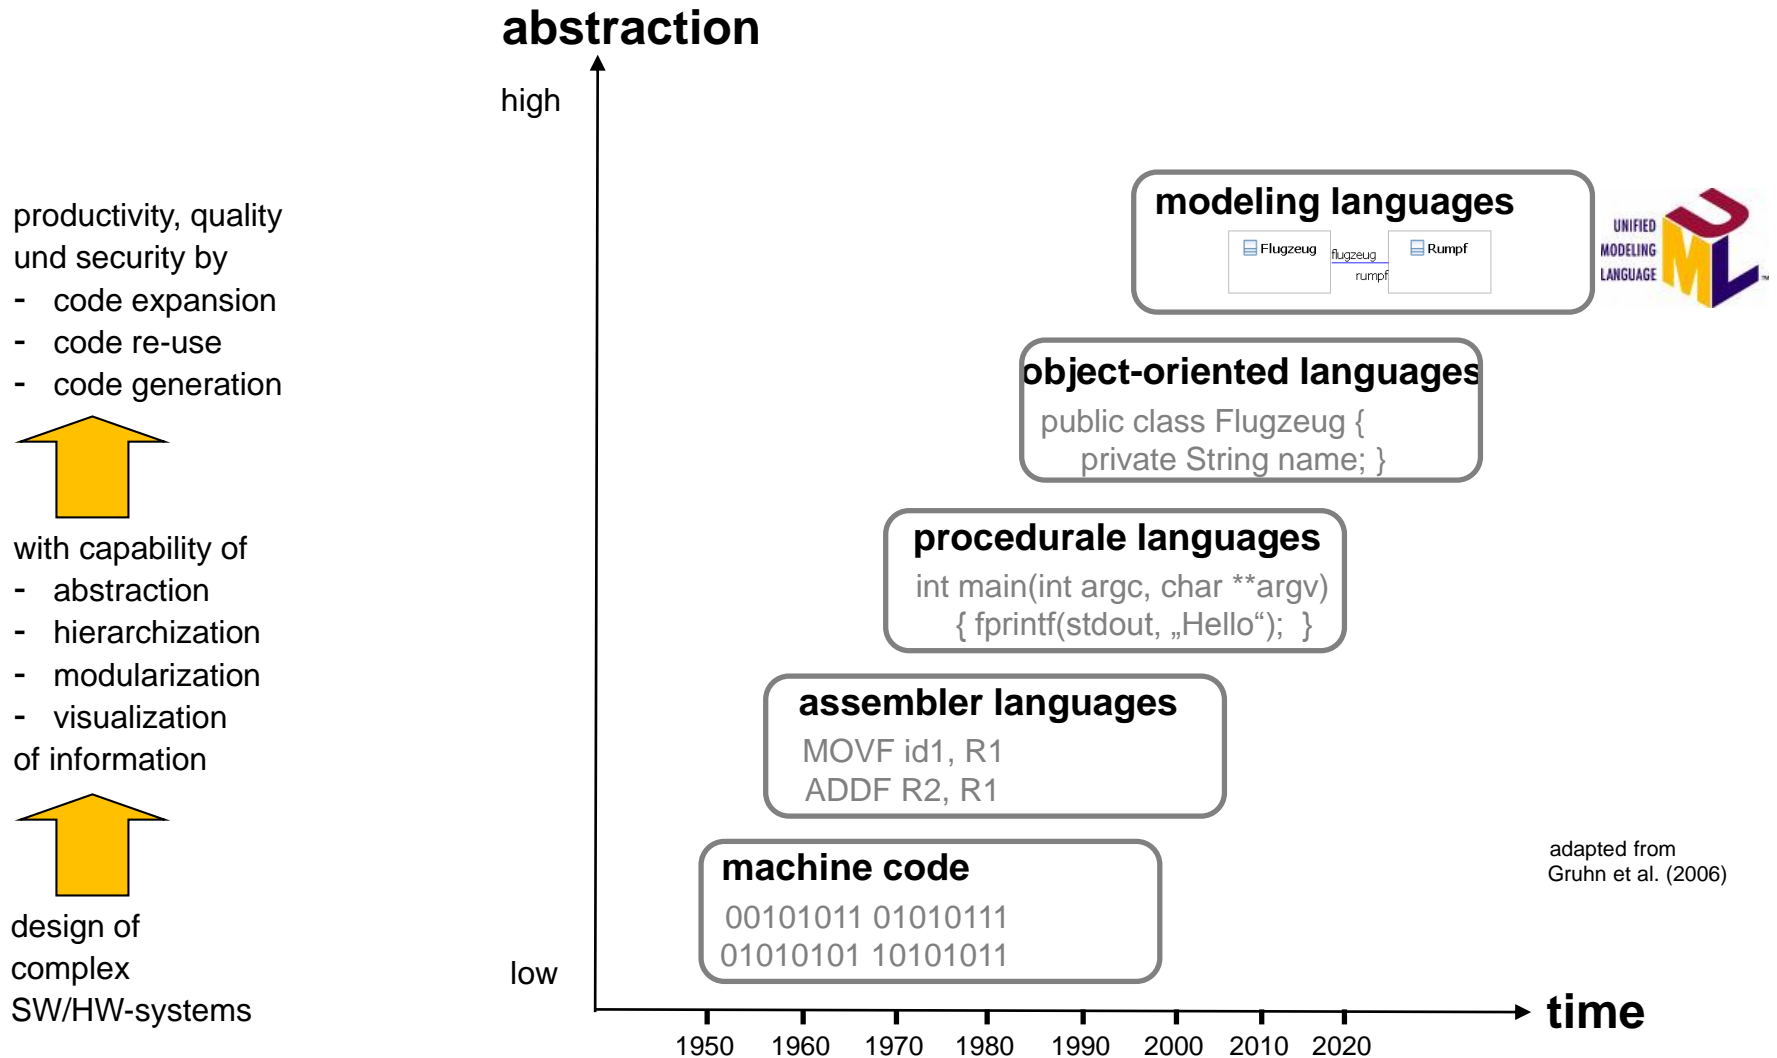 abstraction
high
productivity, quality
und security by
- code expansion
- code re-use
- code generation
with capability of
- abstraction
- hierarchization
- modularization
- visualization
of information
design of
complex
SW/HW-systems
modeling languages
Flugzeug
flugzeug
rumpf
Rumpf
UNIFIED
MODELING
LANGUAGE
UML
™
object-oriented languages
public class Flugzeug {
private String name; }
procedurale languages
int main(int argc, char **argv)
{ fprintf(stdout, „Hello“); }
assembler languages
MOVF id1, R1
ADDF R2, R1
machine code
00101011 01010111
01010101 10101011
adapted from
Gruhn et al. (2006)
low
time
1950 1960 1970 1980 1990 2000 2010 2020